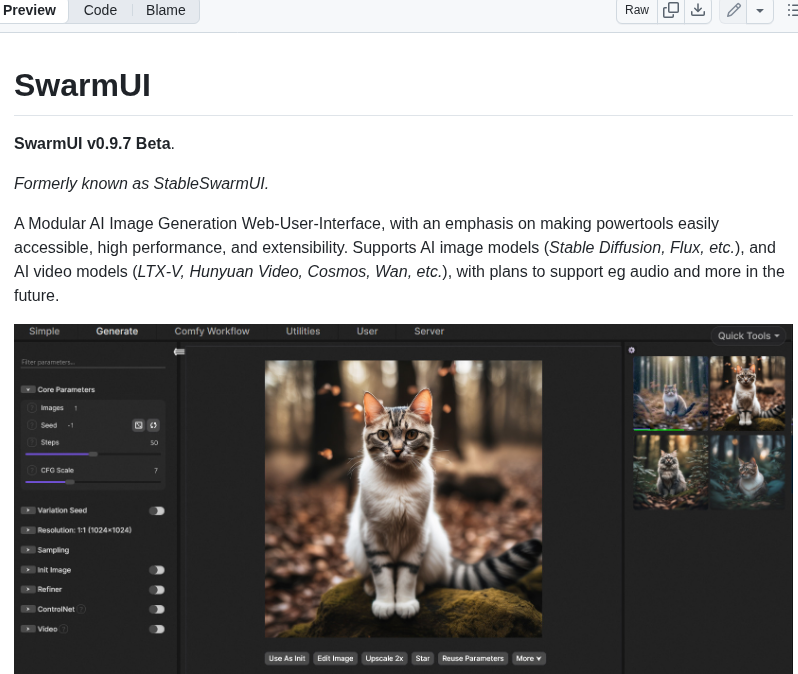 Preview Code Blame Raw
SwarmUI
SwarmUI v0.9.7 Beta.
Formerly known as StableSwarmUI.
A Modular AI Image Generation Web-User-Interface, with an emphasis on making powertools easily
accessible, high performance, and extensibility. Supports AI image models (Stable Diffusion, Flux, etc.), and
AI video models (LTX-V, Hunyuan Video, Cosmos, Wan, etc.), with plans to support eg audio and more in the
future.
Simple Generate Comfy Workflow Utilities User Server
Quick Tools
Filter parameters...
Core Parameters
? Images 1
? Seed -1
? Steps 50
? CFG Scale 7
Variation Seed
Resolution: 1:1 (1024x1024)
Sampling
Init Image
Refiner
ControlNet ?
Video ?
Use As Init Edit Image Upscale 2x Star Reuse Parameters More